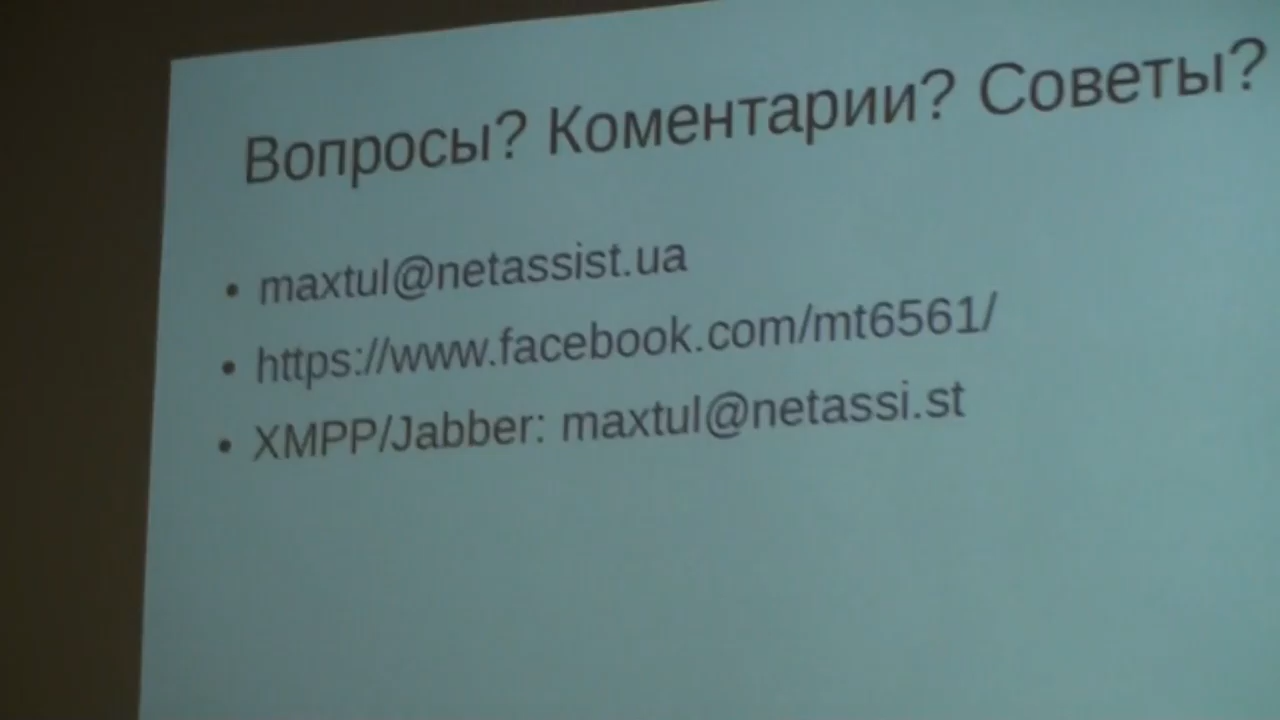 Вопросы? Коментарии? Советы?
• maxtul@netassist.ua
• https://www.facebook.com/mt6561/
• XMPP/Jabber: maxtul@netassi.st